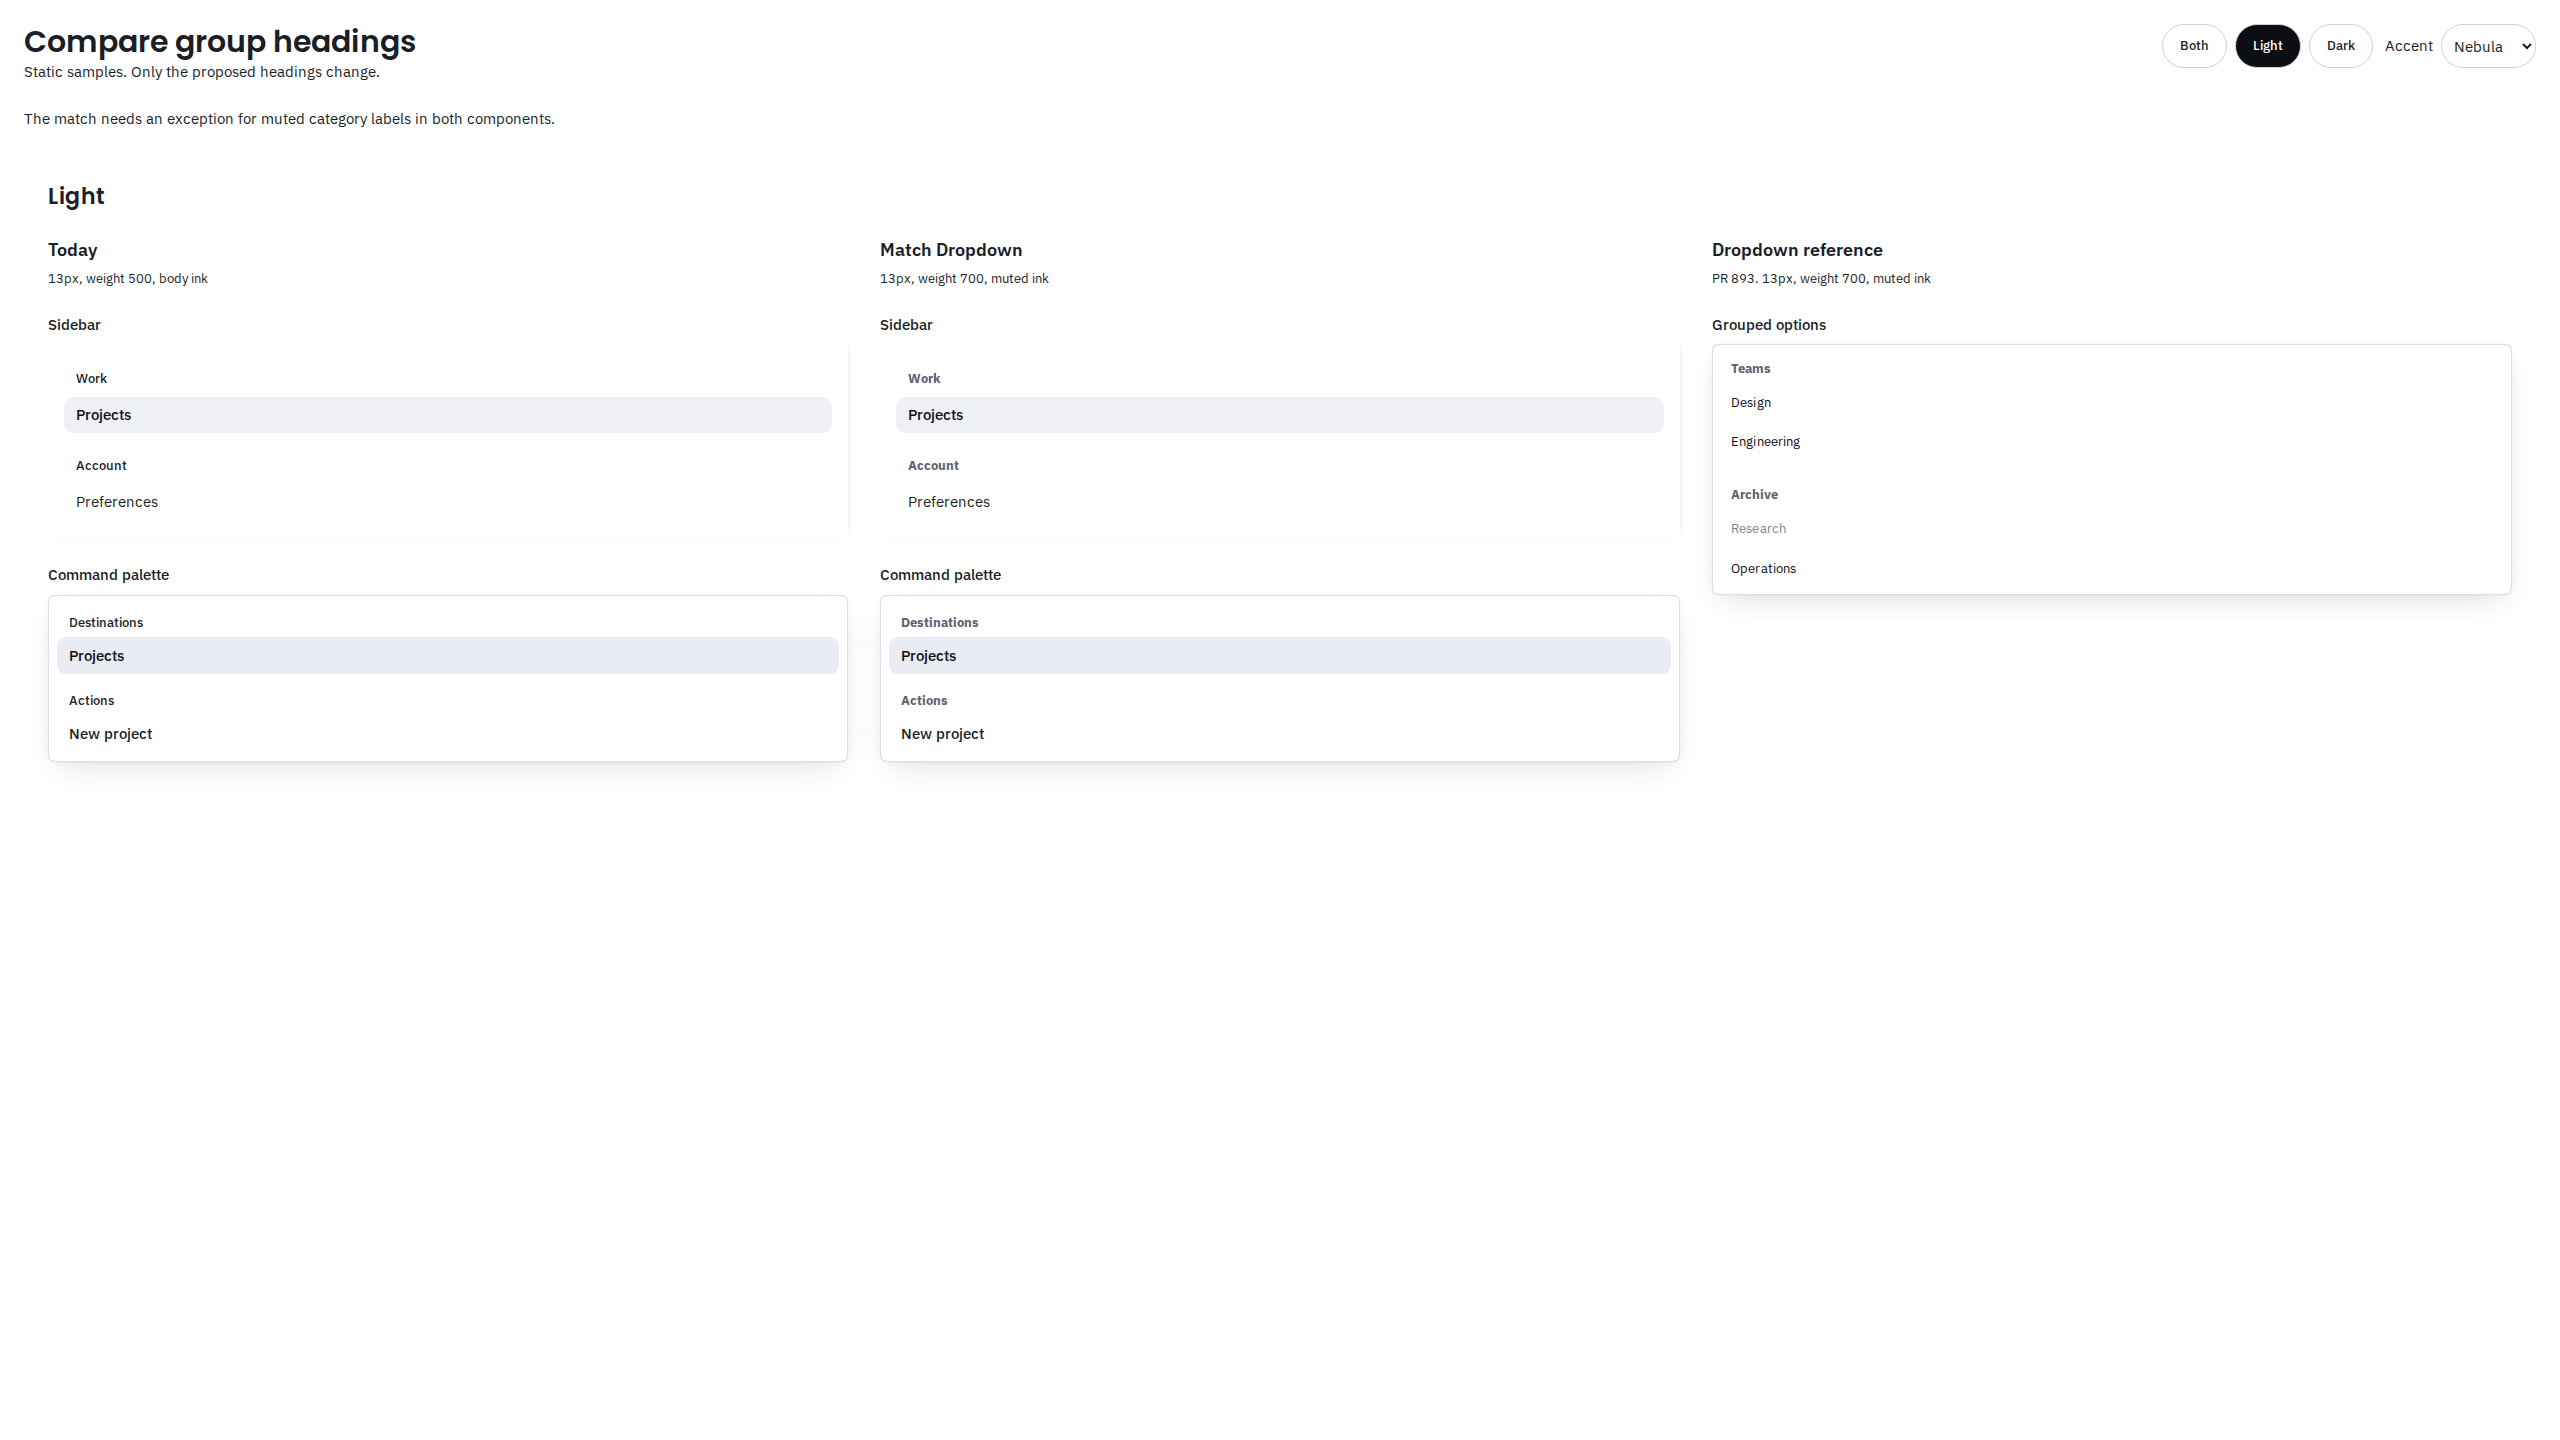 Compare group headings
Static samples. Only the proposed headings change.
Both
Light
Dark
Accent
Nebula
The match needs an exception for muted category labels in both components.
Light
Today
13px, weight 500, body ink
Sidebar
Work
Projects
Account
Preferences
Command palette
Destinations
Projects
Actions
New project
Match Dropdown
13px, weight 700, muted ink
Sidebar
Work
Projects
Account
Preferences
Command palette
Destinations
Projects
Actions
New project
Dropdown reference
PR 893. 13px, weight 700, muted ink
Grouped options
Teams
Design
Engineering
Archive
Research
Operations